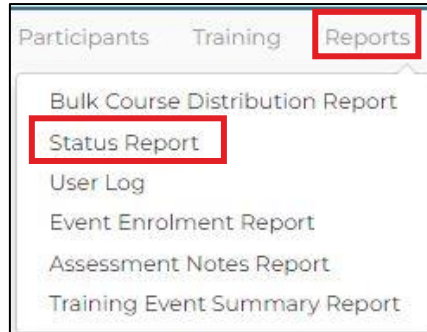 Participants Training Reports
Bulk Course Distribution Report
Status Report
User Log
Event Enrolment Report
Assessment Notes Report
Training Event Summary Report